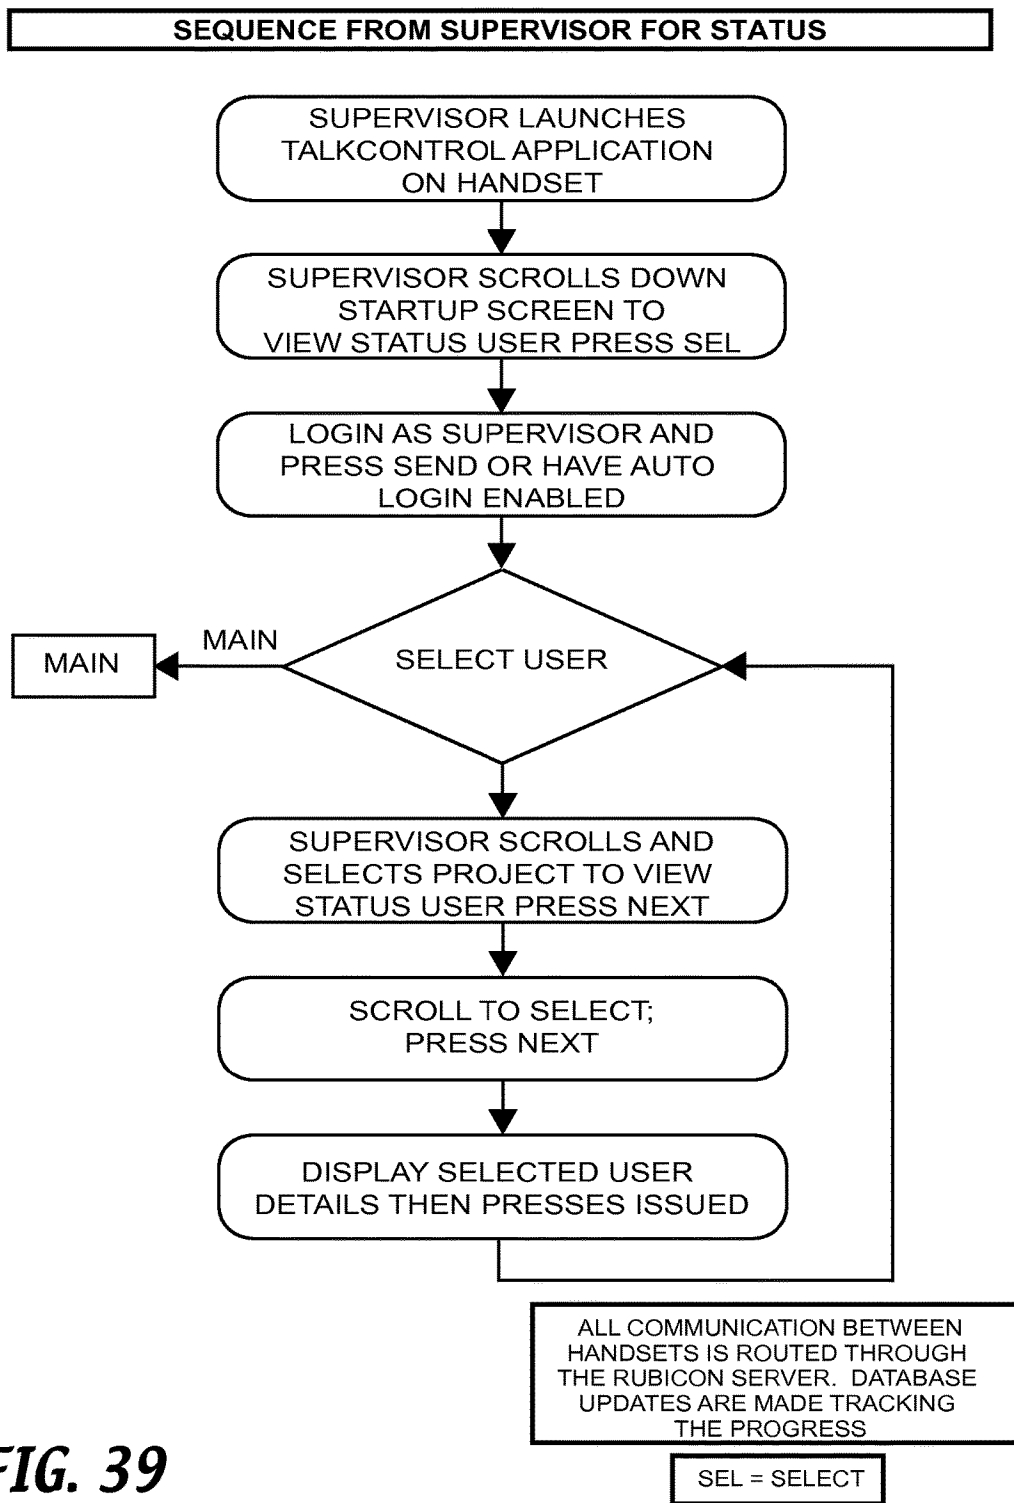 SEQUENCE FROM SUPERVISOR FOR STATUS
SUPERVISOR LAUNCHES
TALKCONTROL APPLICATION
ON HANDSET
SUPERVISOR SCROLLS DOWN
STARTUP SCREEN TO
VIEW STATUS USER PRESS SEL
LOGIN AS SUPERVISOR AND
PRESS SEND OR HAVE AUTO
LOGIN ENABLED
MAIN
MAIN
SELECT USER
SUPERVISOR SCROLLS AND
SELECTS PROJECT TO VIEW
STATUS USER PRESS NEXT
SCROLL TO SELECT;
PRESS NEXT
DISPLAY SELECTED USER
DETAILS THEN PRESSES ISSUED
ALL COMMUNICATION BETWEEN
HANDSETS IS ROUTED THROUGH
THE RUBICON SERVER. DATABASE
UPDATES ARE MADE TRACKING
THE PROGRESS
FIG. 39
SEL = SELECT